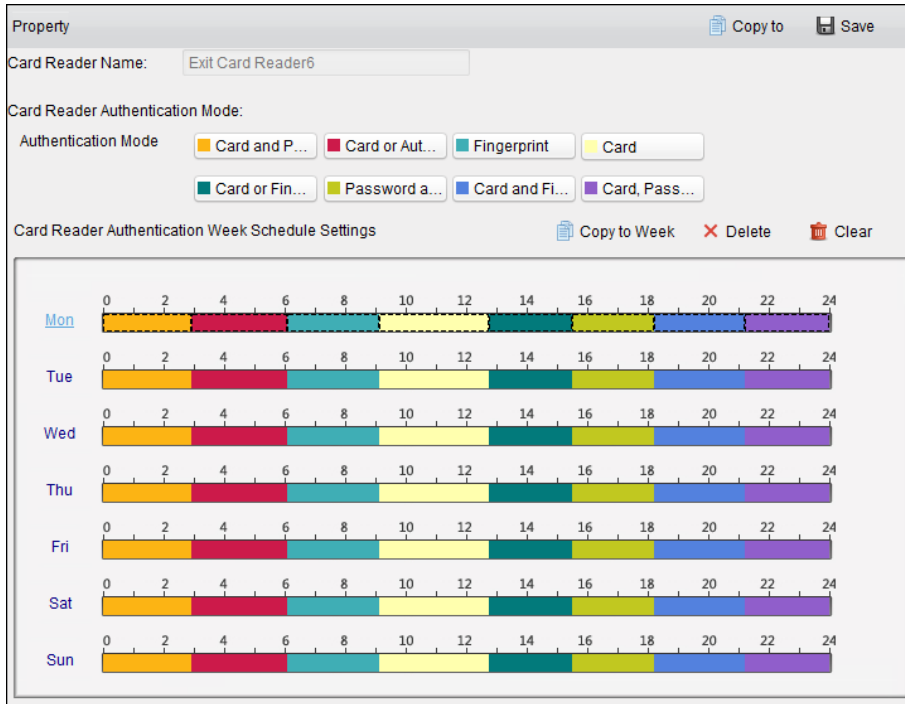 Property Copy to Save
Card Reader Name: Exit Card Reader6
Card Reader Authentication Mode:
Authentication Mode Card and P... Card or Aut... Fingerprint Card
Card or Fin... Password a... Card and Fi... Card, Pass...
Card Reader Authentication Week Schedule Settings Copy to Week Delete Clear
0 2 4 6 8 10 12 14 16 18 20 22 24
Mon
0 2 4 6 8 10 12 14 16 18 20 22 24
Tue
0 2 4 6 8 10 12 14 16 18 20 22 24
Wed
0 2 4 6 8 10 12 14 16 18 20 22 24
Thu
0 2 4 6 8 10 12 14 16 18 20 22 24
Fri
0 2 4 6 8 10 12 14 16 18 20 22 24
Sat
0 2 4 6 8 10 12 14 16 18 20 22 24
Sun